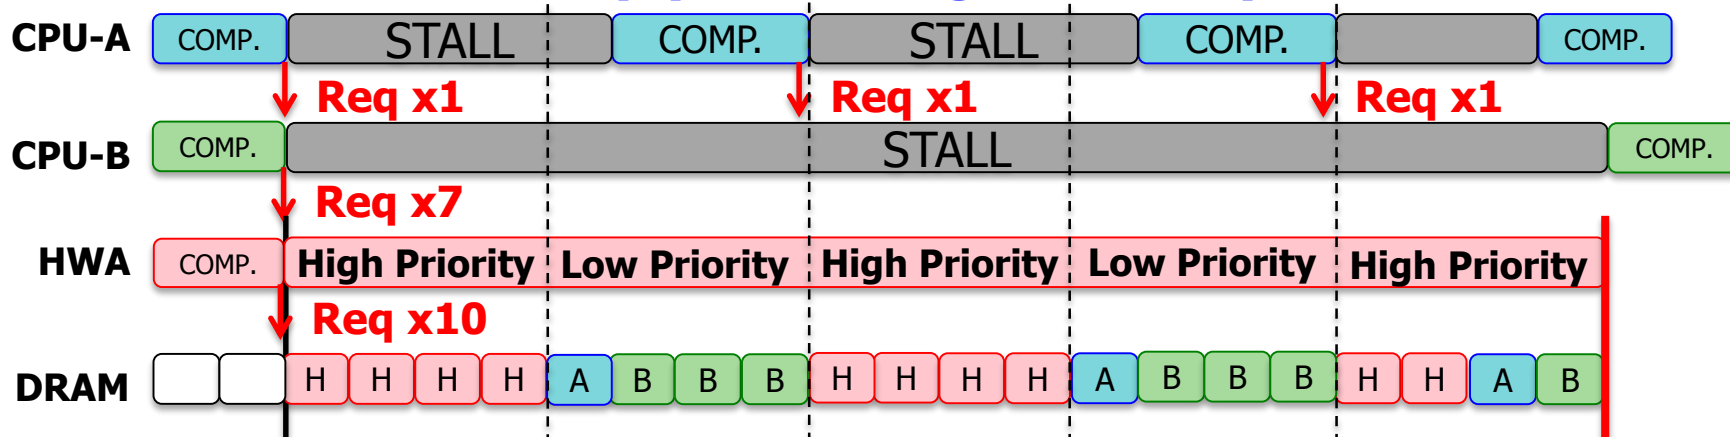 CPU-A COMP. STALL COMP. STALL COMP. COMP.
Req x1 Req x1 Req x1
CPU-B COMP. STALL COMP.
Req x7
HWA COMP. High Priority Low Priority High Priority Low Priority High Priority
Req x10
DRAM H H H H A B B B H H H H A B B B H H A B